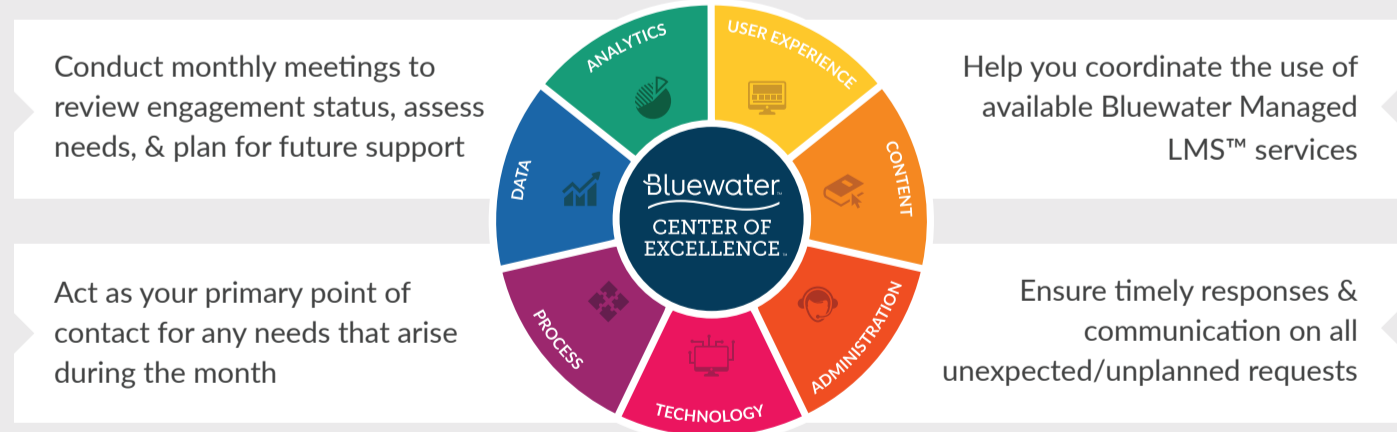 Conduct monthly meetings to
review engagement status, assess
needs, & plan for future support
Act as your primary point of
contact for any needs that arise
during the month
ANALYTICS
USER EXPERIENCE
CONTENT
ADMINISTRATION
TECHNOLOGY
PROCESS
DATA
Bluewater™
CENTER OF
EXCELLENCE™
Help you coordinate the use of
available Bluewater Managed
LMS™ services
Ensure timely responses &
communication on all
unexpected/unplanned requests